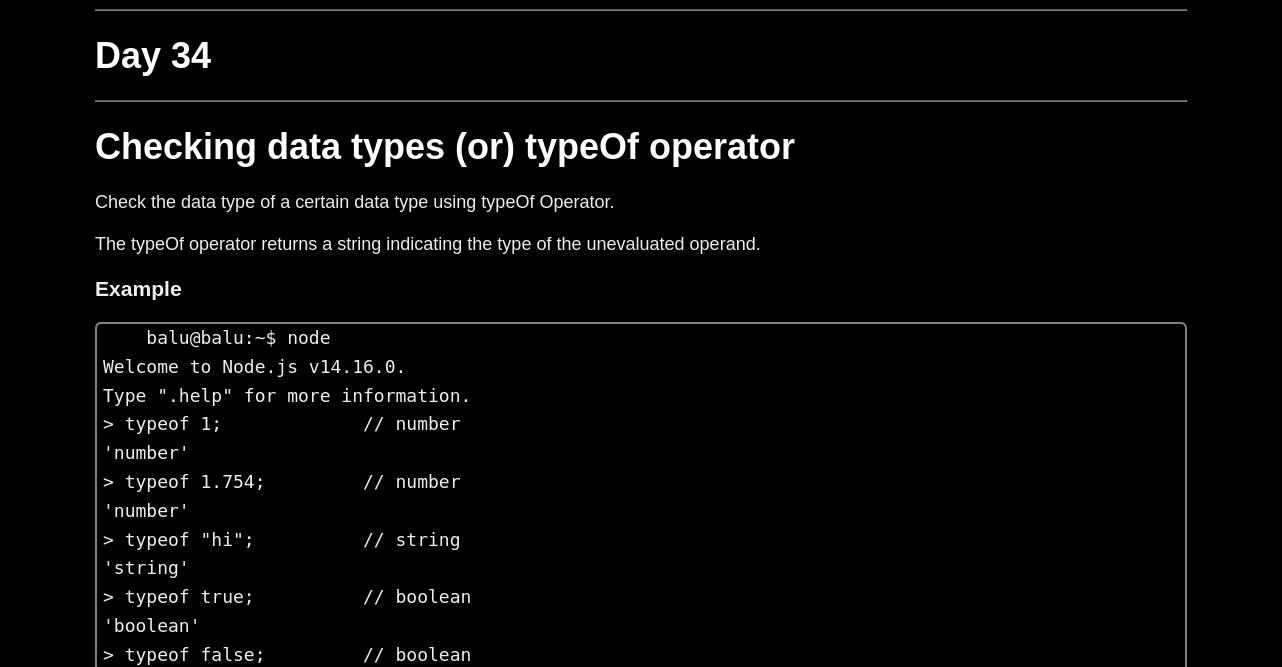 Day 34
Checking data types (or) typeOf operator
Check the data type of a certain data type using typeOf Operator.
The typeOf operator returns a string indicating the type of the unevaluated operand.
Example
    balu@balu:~$ node
Welcome to Node.js v14.16.0.
Type ".help" for more information.
> typeof 1;             // number
'number'
> typeof 1.754;         // number
'number'
> typeof "hi";          // string
'string'
> typeof true;          // boolean
'boolean'
> typeof false;         // boolean